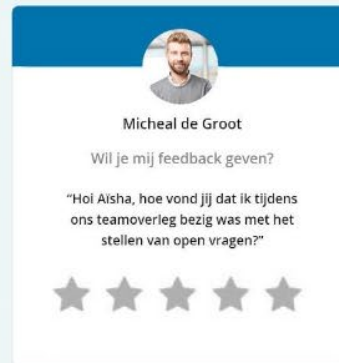 Micheal de Groot
Wil je mij feedback geven?
"Hoi Aïsha, hoe vond jij dat ik tijdens
ons teamoverleg bezig was met het
stellen van open vragen?"